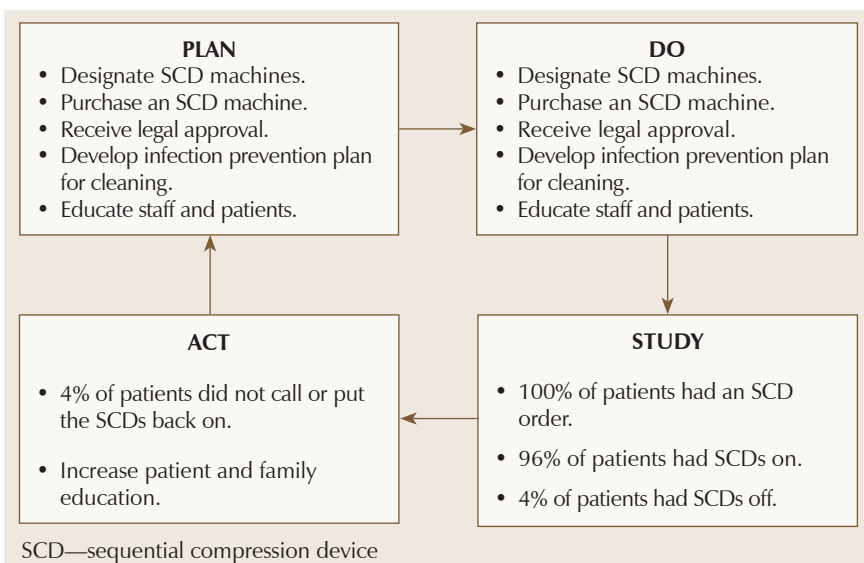 PLAN
• Designate SCD machines.
• Purchase an SCD machine.
• Receive legal approval.
• Develop infection prevention plan
for cleaning.
• Educate staff and patients.
DO
• Designate SCD machines.
• Purchase an SCD machine.
• Receive legal approval.
• Develop infection prevention plan
for cleaning.
• Educate staff and patients.
ACT
• 4% of patients did not call or put
the SCDs back on.
• Increase patient and family
education.
STUDY
• 100% of patients had an SCD
order.
• 96% of patients had SCDs on.
• 4% of patients had SCDs off.
SCD—sequential compression device